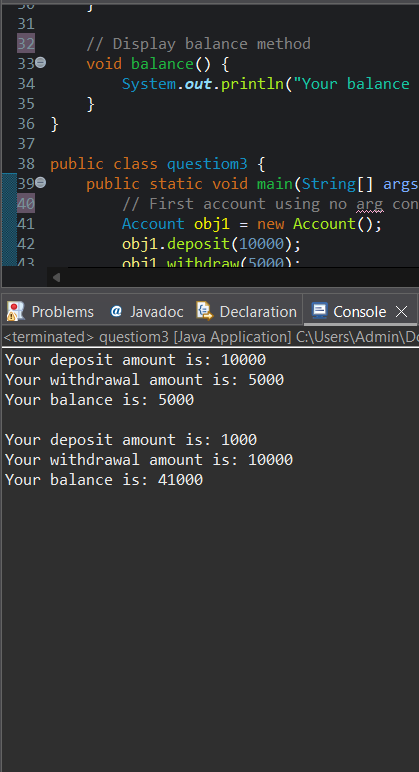 30 }
31
32 // Display balance method
33 void balance() {
34 System.out.println("Your balance
35 }
36 }
37
38 public class questiom3 {
39 public static void main(String[] args
40 // First account using no arg con
41 Account obj1 = new Account();
42 obj1.deposit(10000);
43 obj1.withdraw(5000);
Problems @ Javadoc Declaration Console
<terminated> questiom3 [Java Application] C:\Users\Admin\Do
Your deposit amount is: 10000
Your withdrawal amount is: 5000
Your balance is: 5000
Your deposit amount is: 1000
Your withdrawal amount is: 10000
Your balance is: 41000